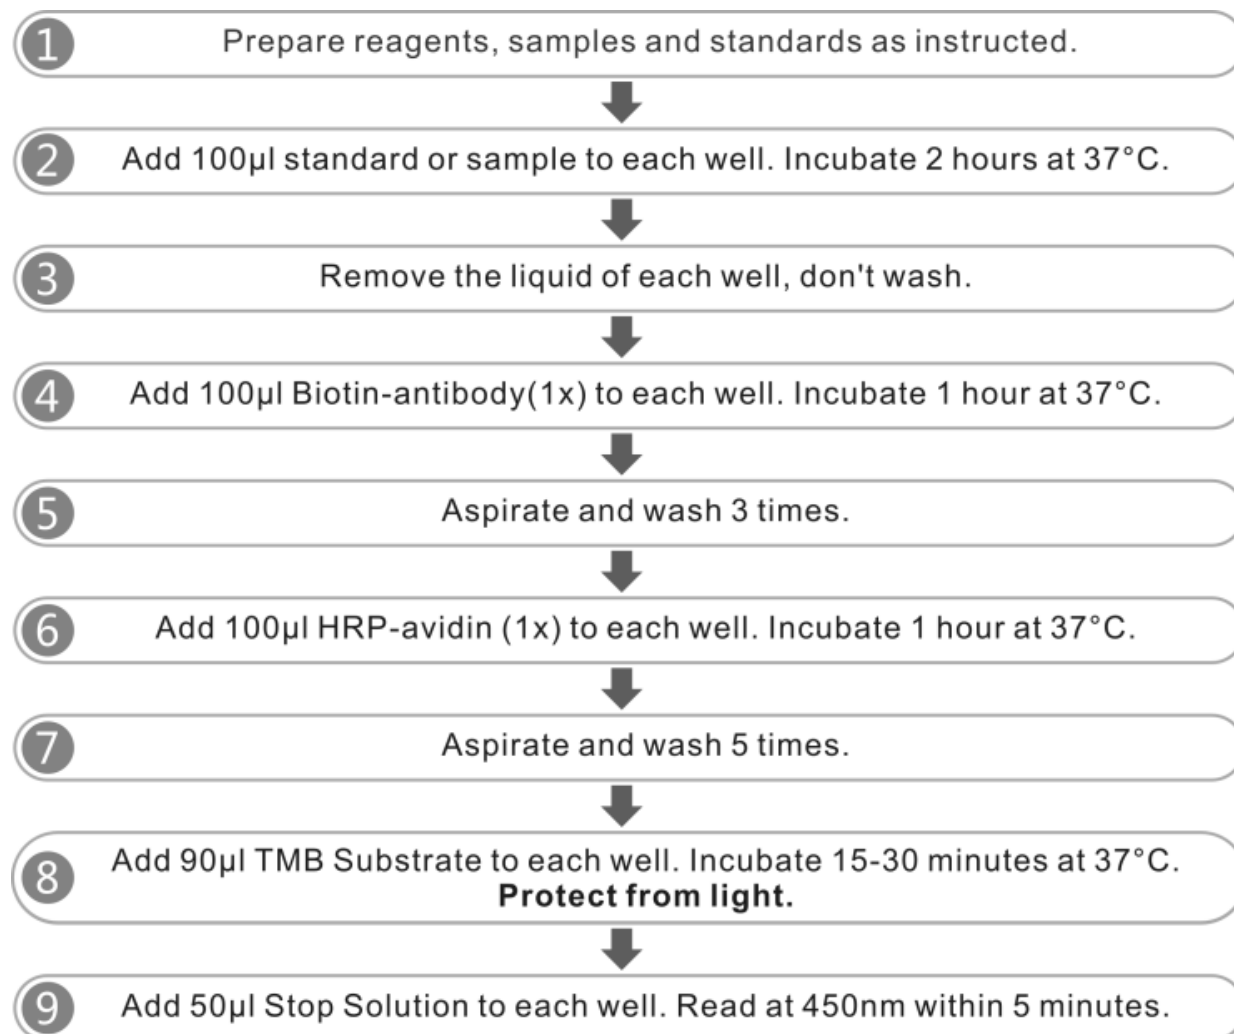 1 Prepare reagents, samples and standards as instructed.
2 Add 100µl standard or sample to each well. Incubate 2 hours at 37°C.
3 Remove the liquid of each well, don't wash.
4 Add 100µl Biotin-antibody(1x) to each well. Incubate 1 hour at 37°C.
5 Aspirate and wash 3 times.
6 Add 100µl HRP-avidin (1x) to each well. Incubate 1 hour at 37°C.
7 Aspirate and wash 5 times.
8 Add 90µl TMB Substrate to each well. Incubate 15-30 minutes at 37°C.
Protect from light.
9 Add 50µl Stop Solution to each well. Read at 450nm within 5 minutes.